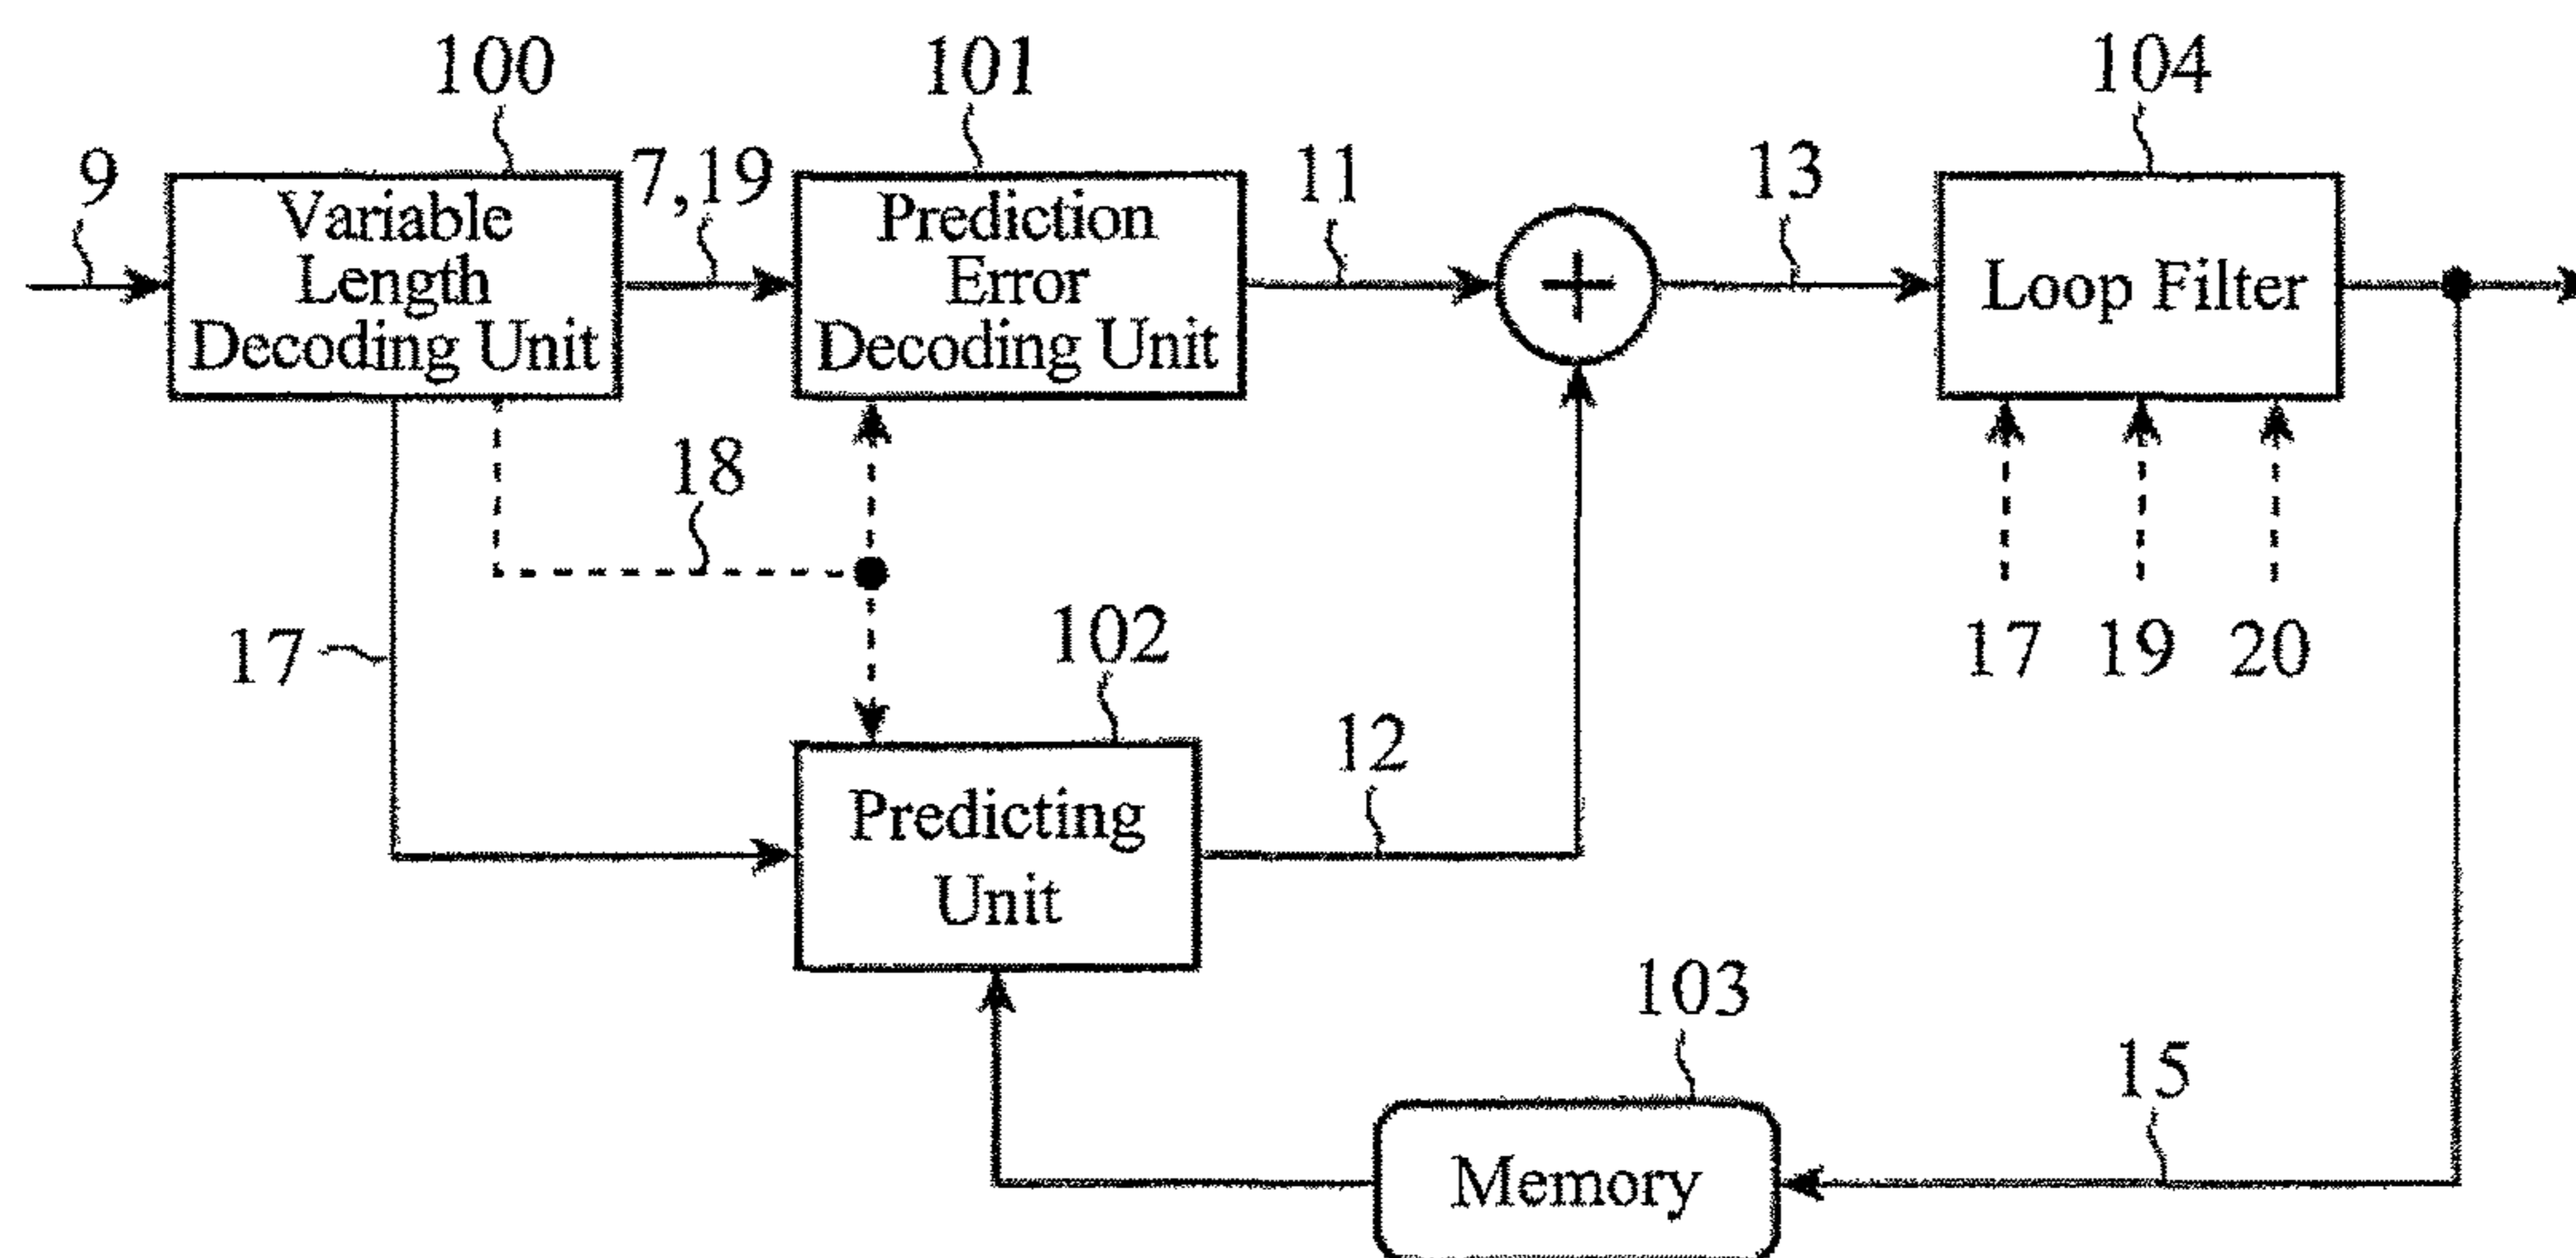 100
101
104
9
7,19
11
13
Variable
Length
Decoding Unit
Prediction
Error
Decoding Unit
+
Loop Filter
18
17
102
17 19 20
12
Predicting
Unit
103
15
Memory